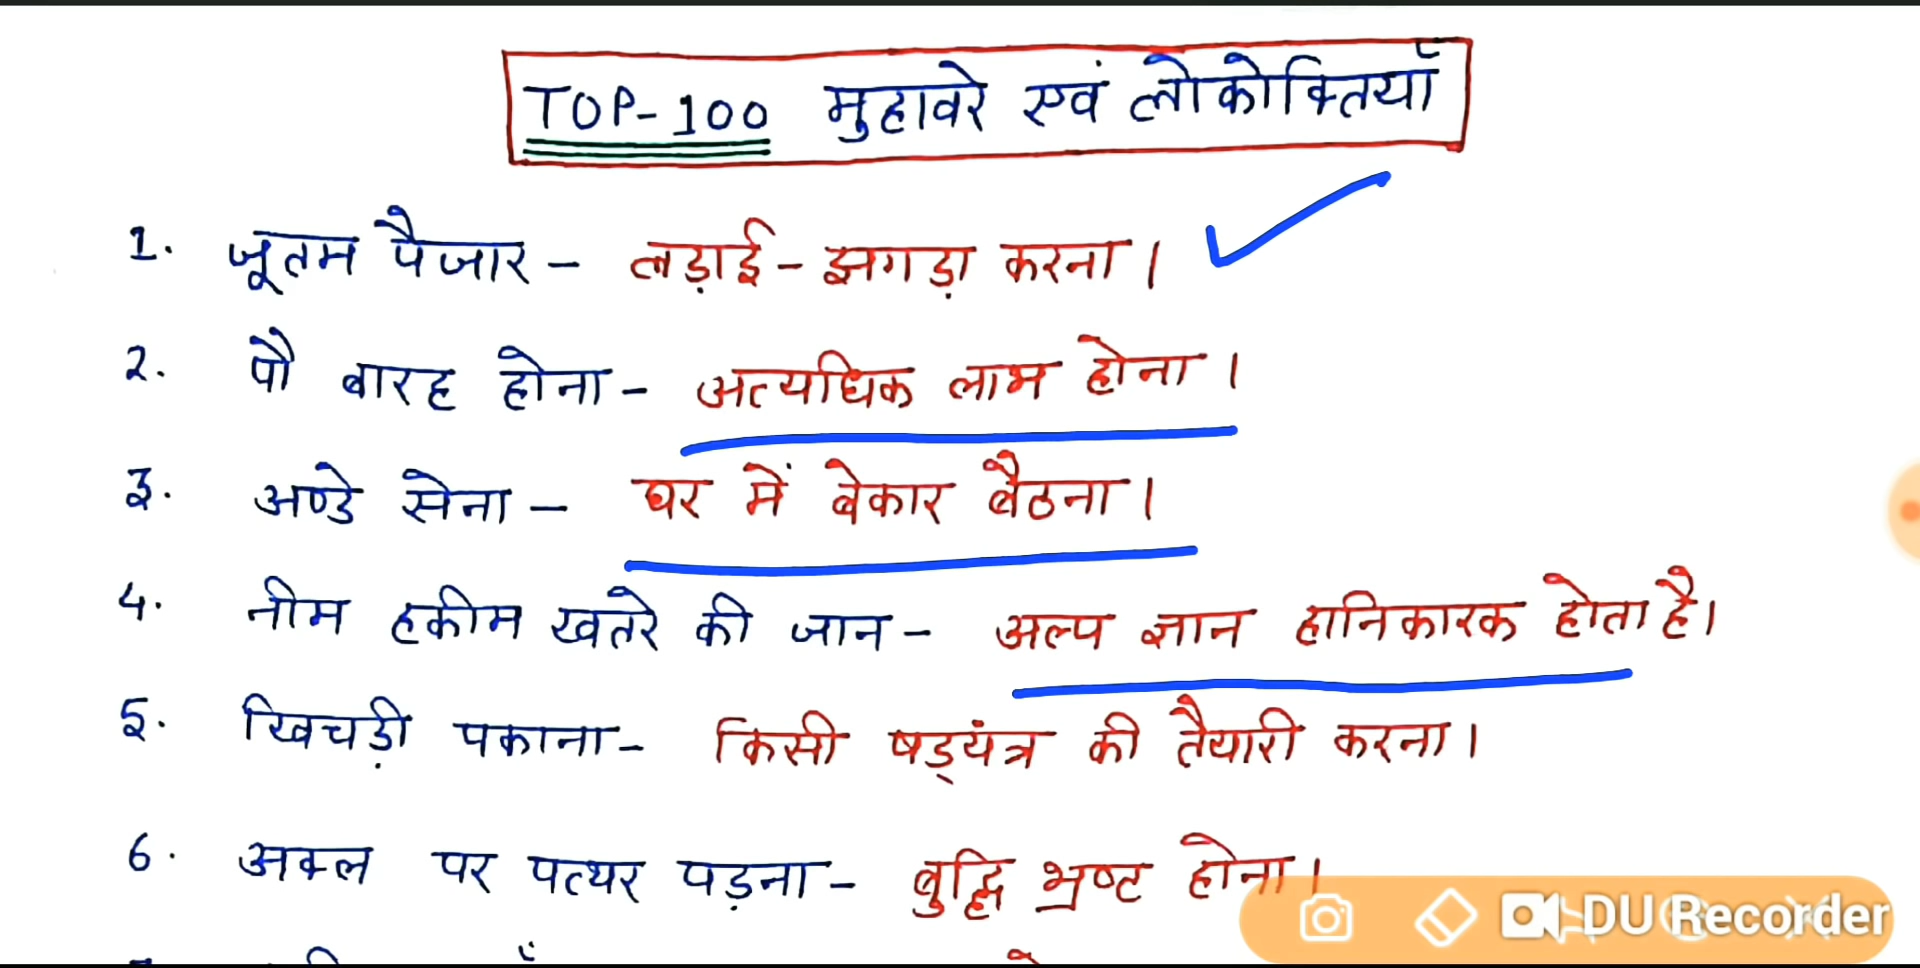 TOP-100 मुहावरे एवं लोकोक्तियाँ
1. जूतम पैजार - लड़ाई-झगड़ा करना।
2. पौ बारह होना - अत्यधिक लाभ होना।
3. अण्डे सेना - घर में बेकार बैठना।
4. नीम हकीम खतरे की जान - अल्प ज्ञान हानिकारक होता है।
5. खिचड़ी पकाना - किसी षड्यंत्र की तैयारी करना।
6. अक्ल पर पत्थर पड़ना - बुद्धि भ्रष्ट होना।
DU Recorder